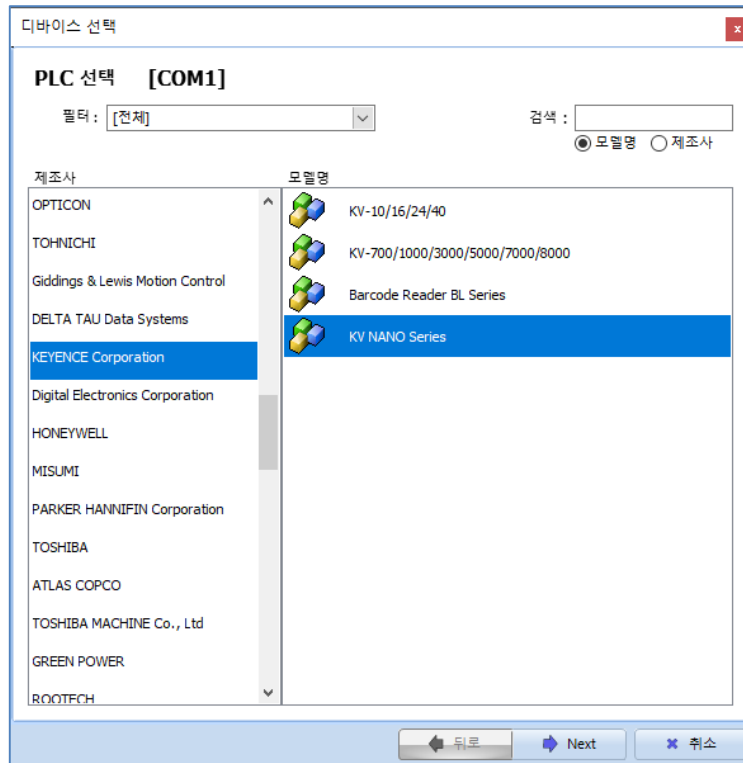 디바이스 선택
x
PLC 선택 [COM1]
필터 : [전체] 검색 :
모델명 제조사
제조사 모델명
OPTICON
TOHNICHI
Giddings & Lewis Motion Control
DELTA TAU Data Systems
KEYENCE Corporation
Digital Electronics Corporation
HONEYWELL
MISUMI
PARKER HANNIFIN Corporation
TOSHIBA
ATLAS COPCO
TOSHIBA MACHINE Co., Ltd
GREEN POWER
ROOTECH
KV-10/16/24/40
KV-700/1000/3000/5000/7000/8000
Barcode Reader BL Series
KV NANO Series
뒤로 Next 취소